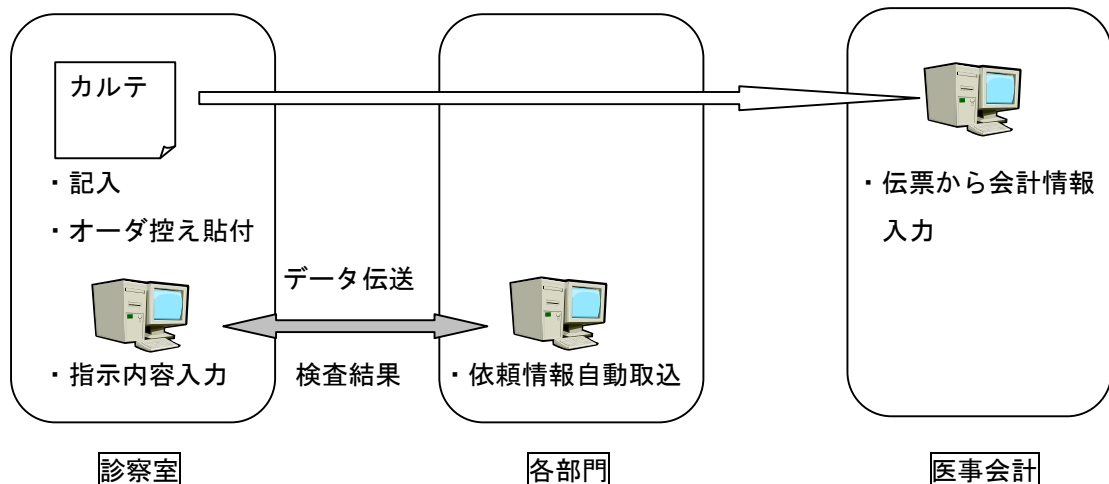 カルテ
・記入
・オーダ控え貼付
・伝票から会計情報
入力
データ伝送
・指示内容入力
検査結果
・依頼情報自動取込
診察室
各部門
医事会計